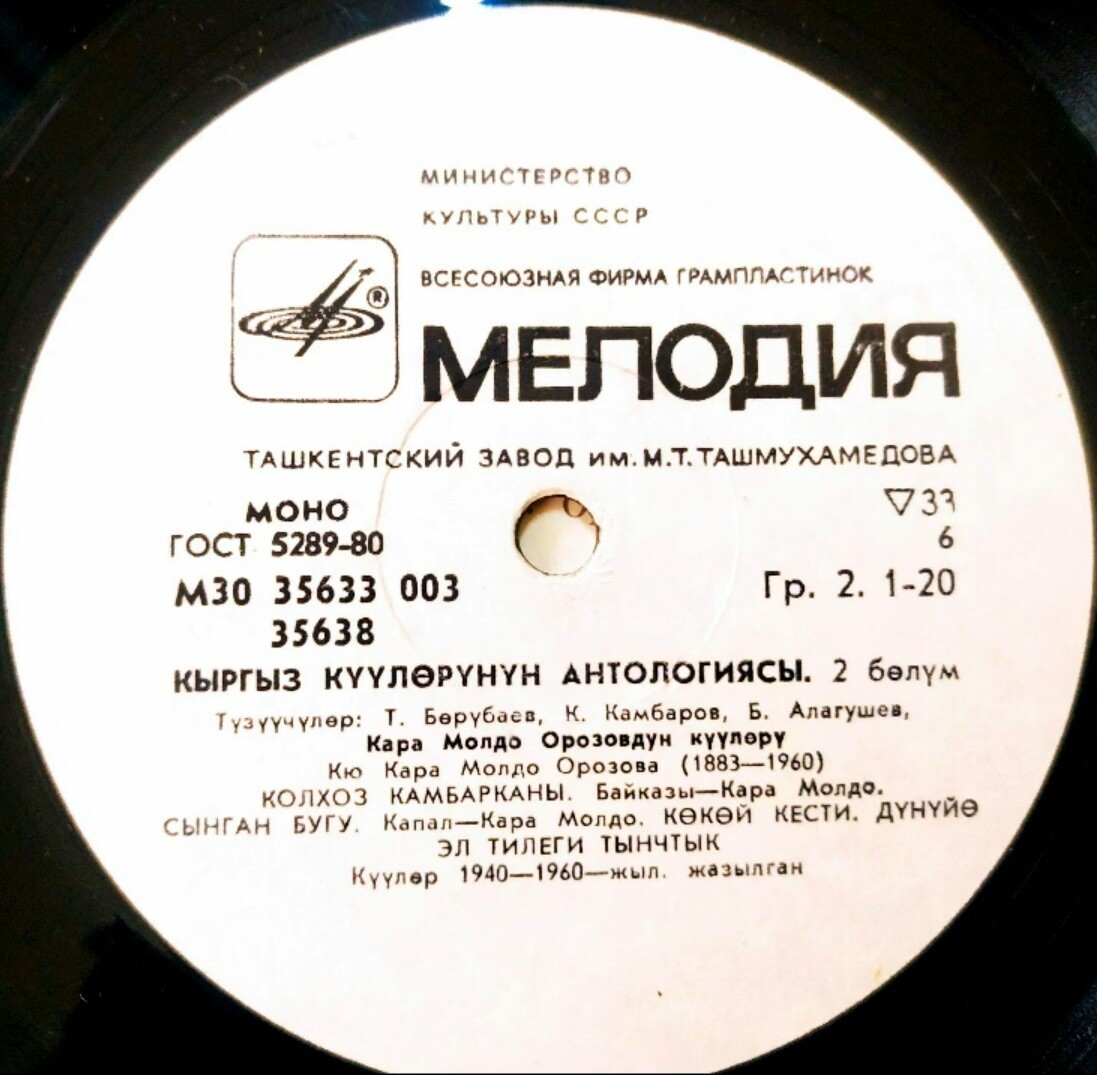 МИНИСТЕРСТВО
КУЛЬТУРЫ СССР
ВСЕСОЮЗНАЯ ФИРМА ГРАМПЛАСТИНОК
®
МЕЛОДИЯ
ТАШКЕНТСКИЙ ЗАВОД им. М.Т. ТАШМУХАМЕДОВА
МОНО ▽33
ГОСТ 5289-80 6
М30 35633 003 Гр. 2. 1-20
35638
КЫРГЫЗ КҮҮЛӨРҮНҮН АНТОЛОГИЯСЫ. 2 бөлүм
Түзүүчүлөр: Т. Бөрүбаев, К. Камбаров, Б. Алагушев,
Кара Молдо Орозовдун күүлөрү
Кю Кара Молдо Орозова (1883—1960)
КОЛХОЗ КАМБАРКАНЫ. Байказы—Кара Молдо.
СЫНГАН БУГУ. Капал—Кара Молдо. КӨКӨЙ КЕСТИ. ДҮНҮЙӨ
ЭЛ ТИЛЕГИ ТЫНЧТЫК
Күүлөр 1940—1960—жыл. жазылган